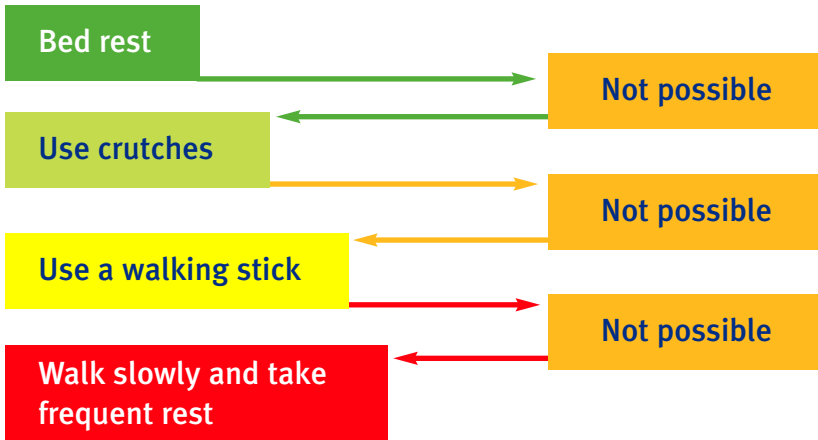 Bed rest
Not possible
Use crutches
Not possible
Use a walking stick
Not possible
Walk slowly and take
frequent rest